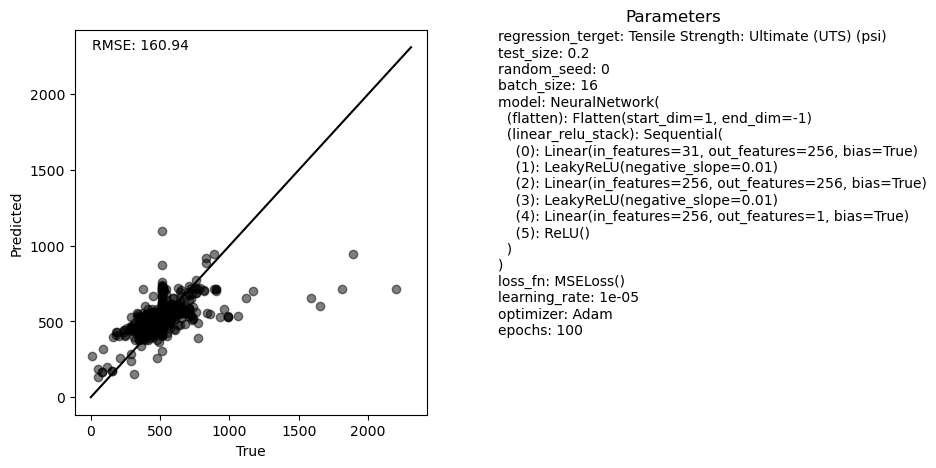 RMSE: 160.94
2000
1500
1000
500
0
0
500
1000
1500
2000
Predicted
True
Parameters
regression_terget: Tensile Strength: Ultimate (UTS) (psi)
test_size: 0.2
random_seed: 0
batch_size: 16
model: NeuralNetwork(
  (flatten): Flatten(start_dim=1, end_dim=-1)
  (linear_relu_stack): Sequential(
    (0): Linear(in_features=31, out_features=256, bias=True)
    (1): LeakyReLU(negative_slope=0.01)
    (2): Linear(in_features=256, out_features=256, bias=True)
    (3): LeakyReLU(negative_slope=0.01)
    (4): Linear(in_features=256, out_features=1, bias=True)
    (5): ReLU()
  )
)
loss_fn: MSELoss()
learning_rate: 1e-05
optimizer: Adam
epochs: 100